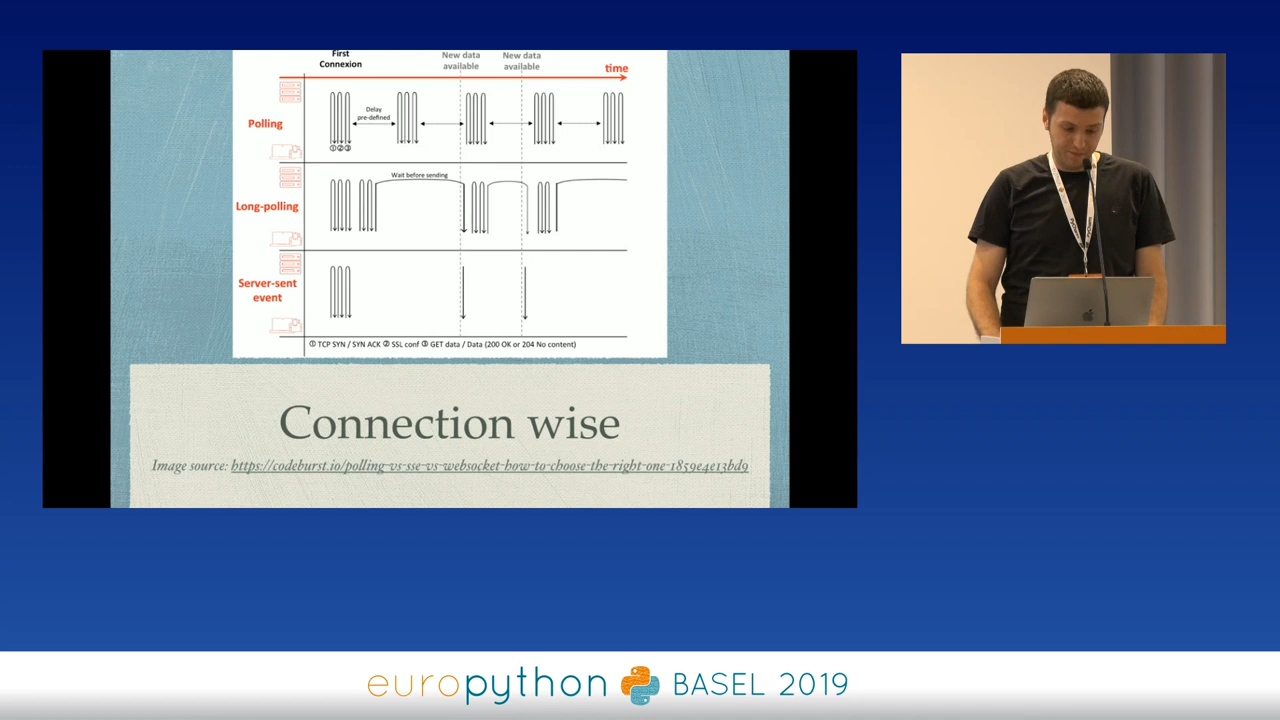 First
Connexion
New data
available
New data
available
time
Polling
Delay
pre-defined
①②③
Long-polling
Wait before sending
Server-sent
event
① TCP SYN / SYN ACK ② SSL conf ③ GET data / Data (200 OK or 204 No content)
Connection wise
Image source: https://codeburst.io/polling-vs-sse-vs-websocket-how-to-choose-the-right-one-1859e4e13bd9
europython BASEL 2019